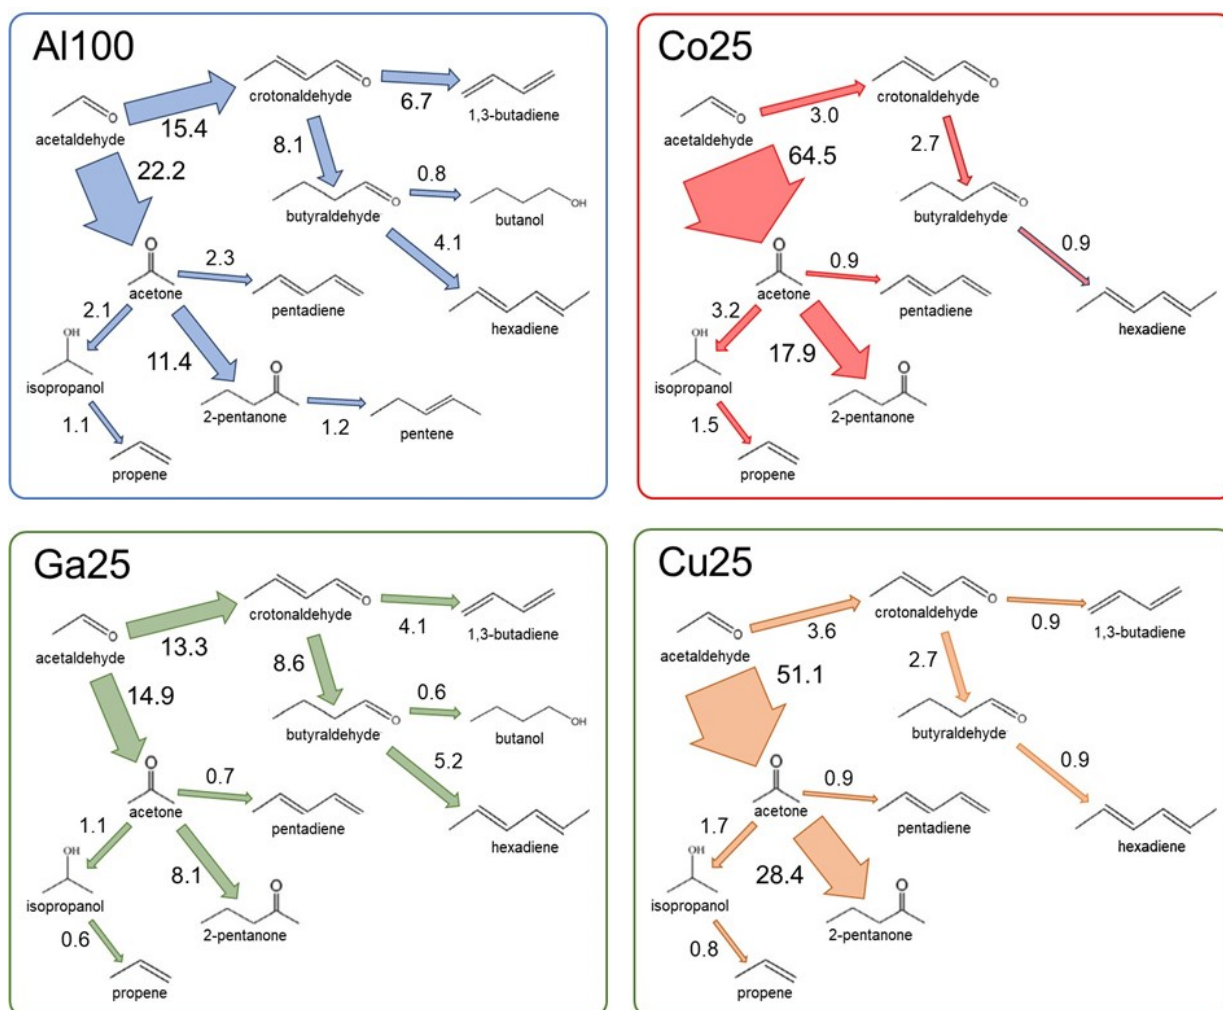 Al100
O
crotonaldehyde
6.7
1,3-butadiene
O
acetaldehyde
15.4
22.2
8.1
O
butyraldehyde
0.8
OH
butanol
4.1
hexadiene
O
acetone
2.3
pentadiene
2.1
OH
isopropanol
11.4
O
2-pentanone
1.2
pentene
1.1
propene
Co25
O
crotonaldehyde
O
acetaldehyde
3.0
64.5
2.7
O
butyraldehyde
0.9
hexadiene
O
acetone
0.9
pentadiene
3.2
OH
isopropanol
17.9
O
2-pentanone
1.5
propene
Ga25
O
crotonaldehyde
4.1
1,3-butadiene
O
acetaldehyde
13.3
14.9
8.6
O
butyraldehyde
0.6
OH
butanol
5.2
hexadiene
O
acetone
0.7
pentadiene
1.1
OH
isopropanol
8.1
O
2-pentanone
0.6
propene
Cu25
O
crotonaldehyde
0.9
1,3-butadiene
O
acetaldehyde
3.6
51.1
2.7
O
butyraldehyde
0.9
hexadiene
O
acetone
0.9
pentadiene
1.7
OH
isopropanol
28.4
O
2-pentanone
0.8
propene